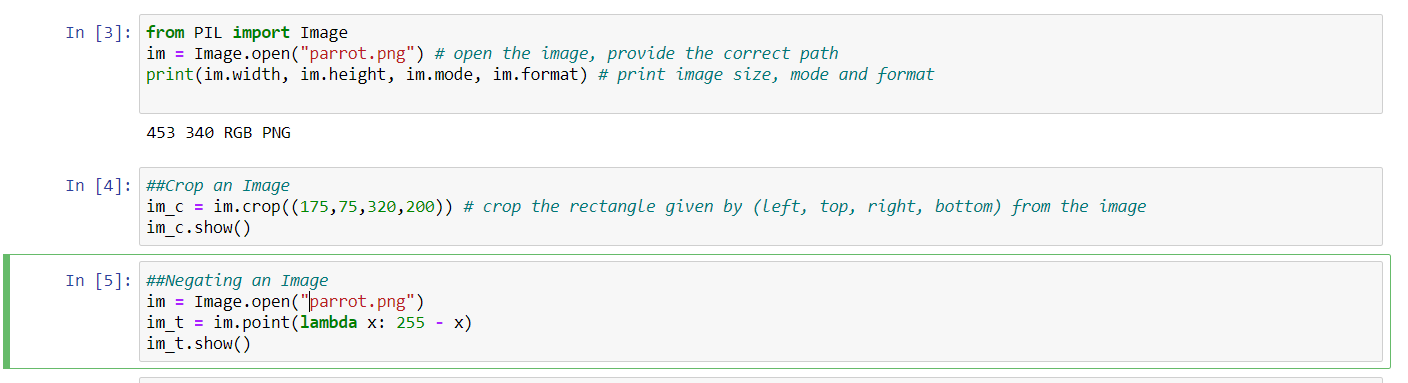 In [3]: from PIL import Image
im = Image.open("parrot.png") # open the image, provide the correct path
print(im.width, im.height, im.mode, im.format) # print image size, mode and format
453 340 RGB PNG
In [4]: ##Crop an Image
im_c = im.crop((175,75,320,200)) # crop the rectangle given by (left, top, right, bottom) from the image
im_c.show()
In [5]: ##Negating an Image
im = Image.open("parrot.png")
im_t = im.point(lambda x: 255 - x)
im_t.show()